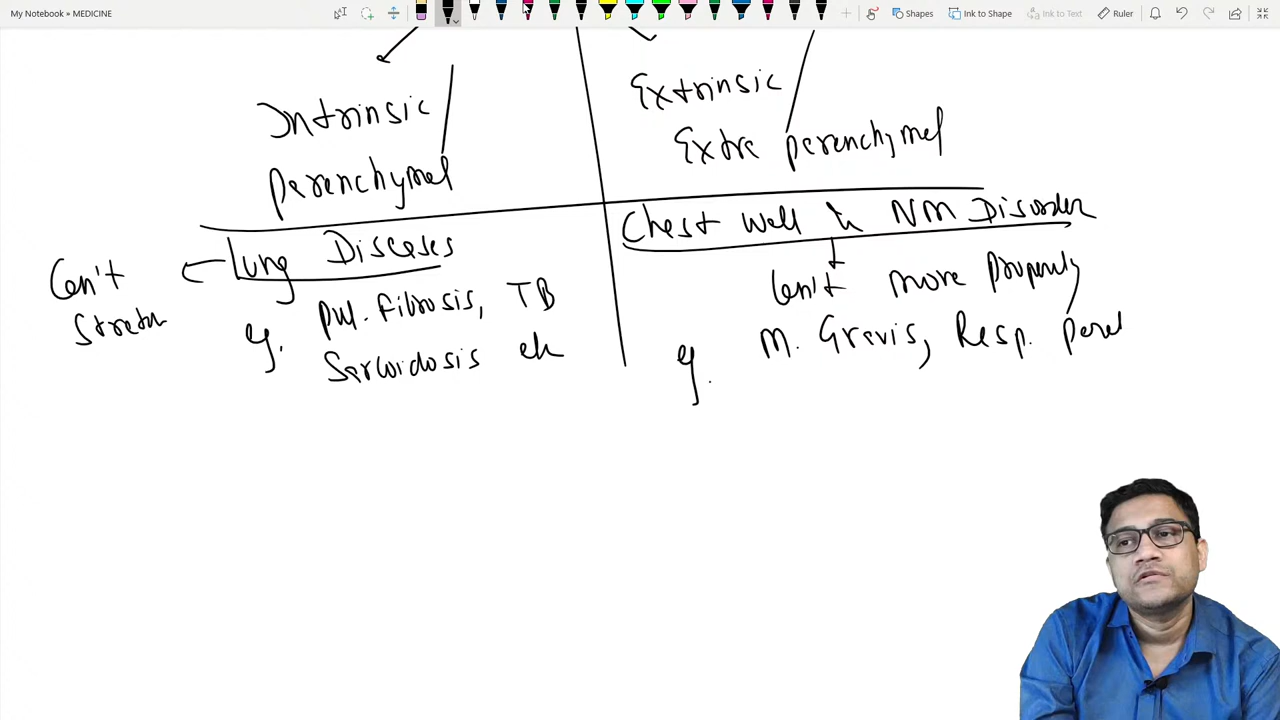 My Notebook » MEDICINE
Shapes
Ink to Shape
Ink to Text
Ruler
Intrinsic /
Parenchymal
Extrinsic /
Extra parenchymal
Lung Diseases
Can't
Stretch
eg. Pul. Fibrosis, TB
Sarcoidosis etc
Chest wall & NM Disorder
Can't move properly
eg. M. Gravis, Resp. Paral